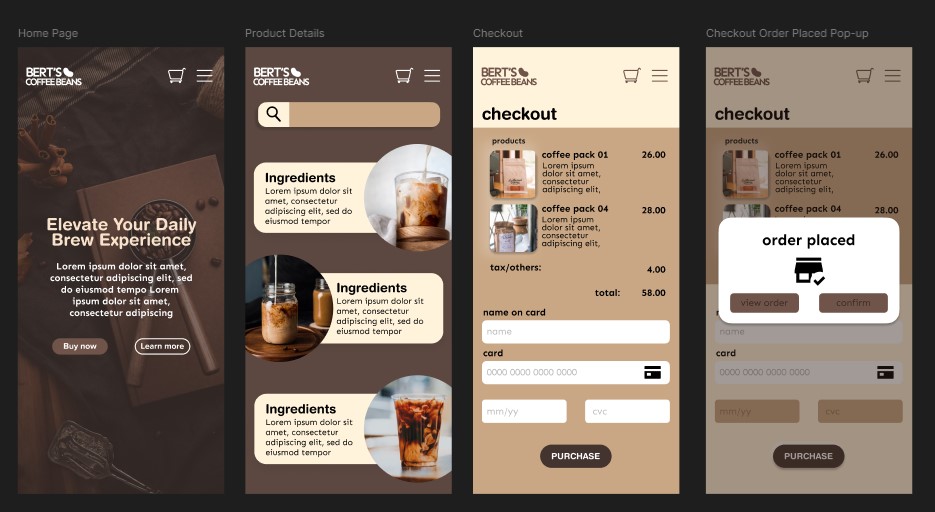 Home Page
BERT'S
COFFEE BEANS
Elevate Your Daily
Brew Experience
Lorem ipsum dolor sit amet,
consectetur adipiscing elit, sed
do eiusmod tempo Lorem
ipsum dolor sit amet,
consectetur adipiscing
Buy now
Learn more
Product Details
BERT'S
COFFEE BEANS
Ingredients
Lorem ipsum dolor sit
amet, consectetur
adipiscing elit, sed do
eiusmod tempor
Ingredients
Lorem ipsum dolor sit
amet, consectetur
adipiscing elit, sed do
eiusmod tempor
Ingredients
Lorem ipsum dolor sit
amet, consectetur
adipiscing elit, sed do
eiusmod tempor
Checkout
BERT'S
COFFEE BEANS
checkout
products
coffee pack 01 26.00
Lorem ipsum
dolor sit amet,
consectetur
adipiscing elit,
coffee pack 04 28.00
Lorem ipsum
dolor sit amet,
consectetur
adipiscing elit,
tax/others: 4.00
total: 58.00
name on card
name
card
0000 0000 0000 0000
mm/yy cvc
PURCHASE
Checkout Order Placed Pop-up
BERT'S
COFFEE BEANS
checkout
products
coffee pack 01 26.00
Lorem ipsum
dolor sit amet,
consectetur
adipiscing elit,
coffee pack 04 28.00
order placed
view order confirm
name
card
0000 0000 0000 0000
mm/yy cvc
PURCHASE